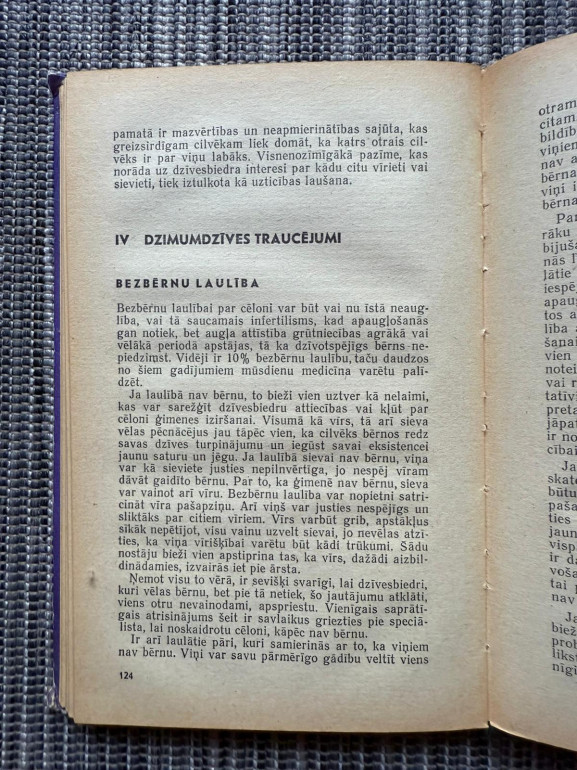 pamatā ir mazvērtības un neapmierinātības sajūta, kas
greizsirdīgam cilvēkam liek domāt, ka katrs otrais cil-
vēks ir par viņu labāks. Visnenozīmīgākā pazīme, kas
norāda uz dzīvesbiedra interesi par kādu citu vīrieti vai
sievieti, tiek iztulkota kā uzticības laušana.
IV DZIMUMDZĪVES TRAUCĒJUMI
BEZBĒRNU LAULĪBA
Bezbērnu laulībai par cēloni var būt vai nu īstā neaug-
lība, vai tā saucamais infertilisms, kad apaugļošanās
gan notiek, bet augļa attīstība grūtniecības agrākā vai
vēlākā periodā apstājas, tā ka dzīvotspējīgs bērns ne-
piedzimst. Vidēji ir 10% bezbērnu laulību, taču daudzos
no šiem gadījumiem mūsdienu medicīna varētu palī-
dzēt.
Ja laulībā nav bērnu, to bieži vien uztver kā nelaimi,
kas var sarežģīt dzīvesbiedru attiecības vai kļūt par
cēloni ģimenes iziršanai. Visumā kā vīrs, tā arī sieva
vēlas pēcnācējus jau tāpēc vien, ka cilvēks bērnos redz
savas dzīves turpinājumu un iegūst savai eksistencei
jaunu saturu un jēgu. Ja laulībā sievai nav bērnu, viņa
var kā sieviete justies nepilnvērtīga, jo nespēj vīram
dāvāt gaidīto bērnu. Par to, ka ģimenē nav bērnu, sieva
var vainot arī vīru. Bezbērnu laulība var nopietni satri-
cināt vīra pašapziņu. Arī viņš var justies nespējīgs un
sliktāks par citiem vīriem. Vīrs varbūt grib, apstākļus
sīkāk nepētījot, visu vainu uzvelt sievai, jo nevēlas atzī-
ties, ka viņa vīrišķībai varētu būt kādi trūkumi. Šādu
nostāju bieži vien apstiprina tas, ka vīrs, dažādi aizbil-
dinādamies, izvairās iet pie ārsta.
Ņemot visu to vērā, ir sevišķi svarīgi, lai dzīvesbiedri,
kuri vēlas bērnu, bet pie tā netiek, šo jautājumu atklāti,
viens otru nevainodami, apspriestu. Vienīgais saprātī-
gais atrisinājums šeit ir savlaikus griezties pie speciā-
lista, lai noskaidrotu cēloni, kāpēc nav bērnu.
Ir arī laulātie pāri, kuri samierinās ar to, ka viņiem
nav bērnu. Viņi var savu pārmērīgo gādību veltīt viens
124